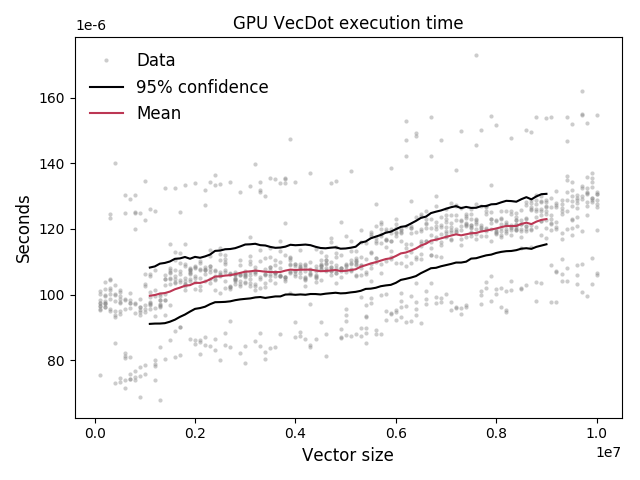 GPU VecDot execution time
1e-6
Data
95% confidence
Mean
160
140
120
100
80
Seconds
0.0 0.2 0.4 0.6 0.8 1.0
1e7
Vector size